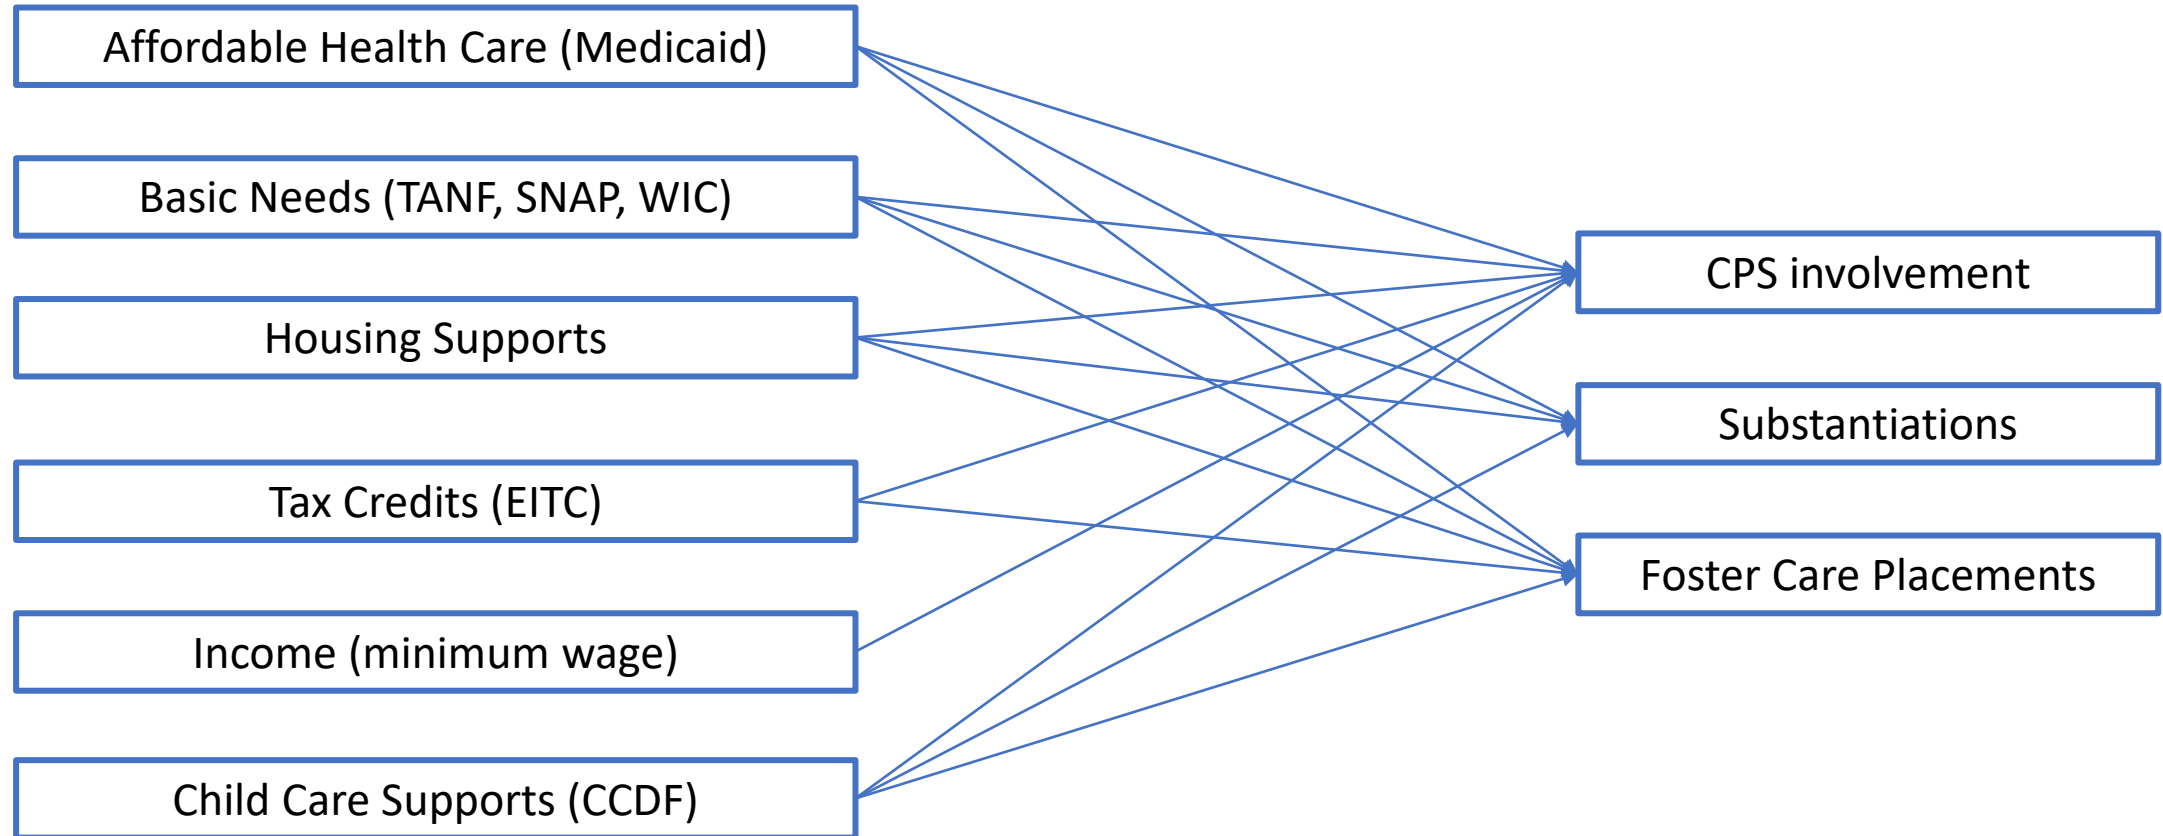 Affordable Health Care (Medicaid)
Basic Needs (TANF, SNAP, WIC)
Housing Supports
Tax Credits (EITC)
Income (minimum wage)
Child Care Supports (CCDF)
CPS involvement
Substantiations
Foster Care Placements